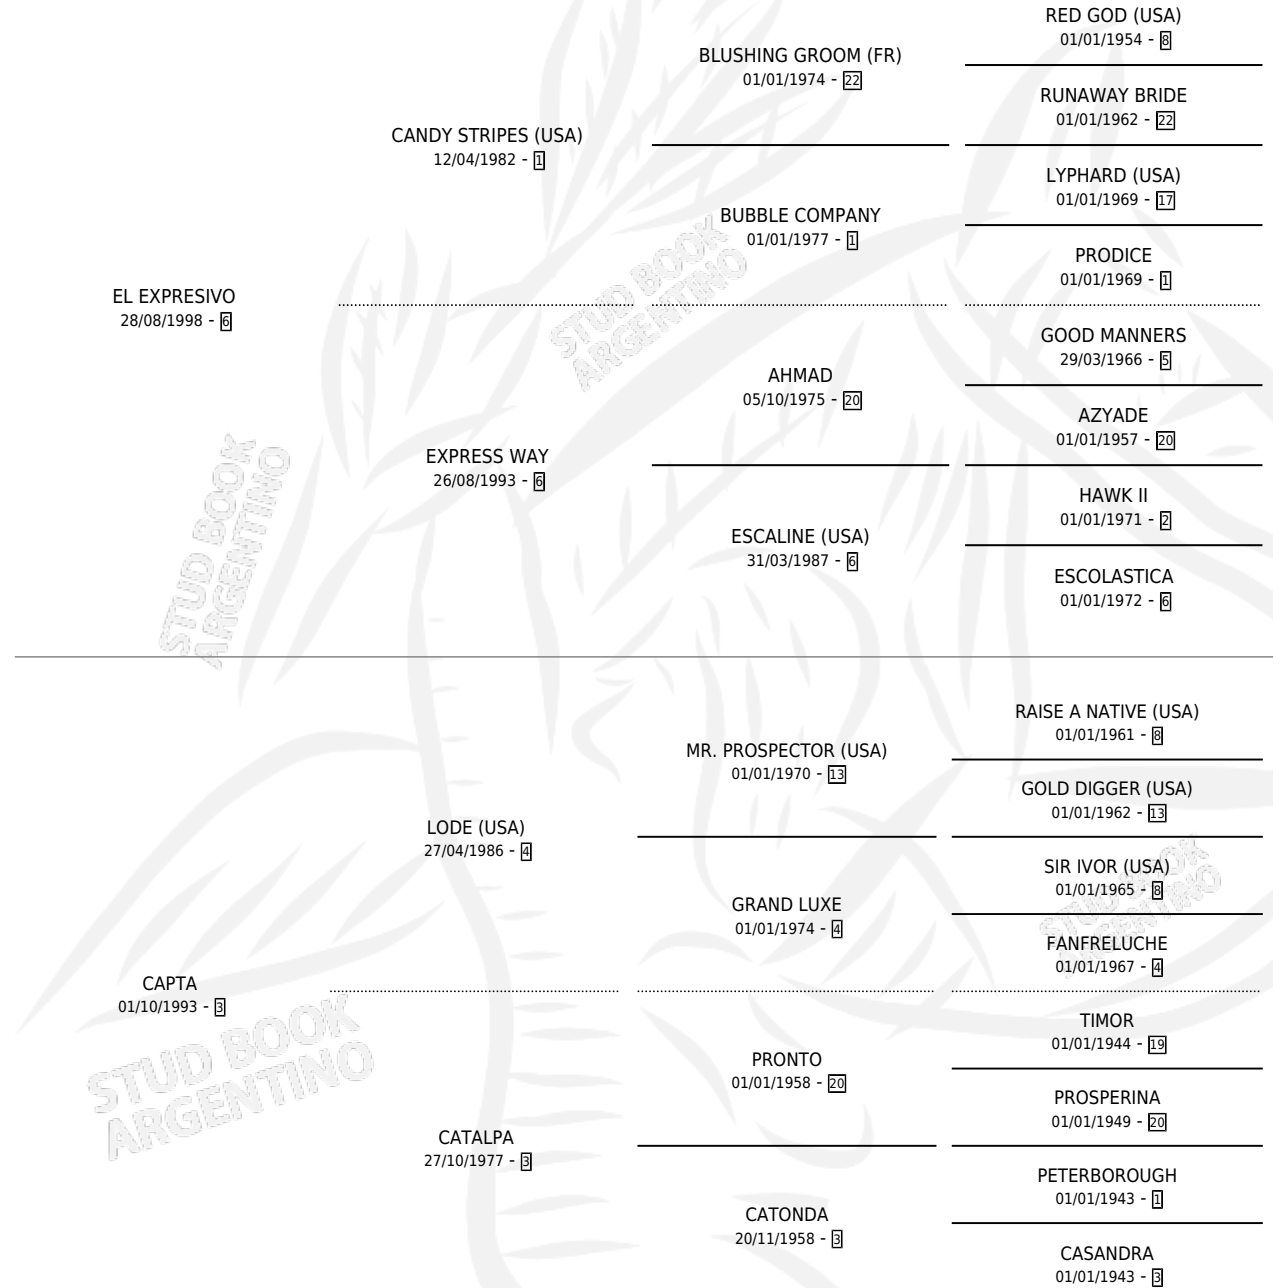 RED GOD (USA)
01/01/1954 - 8
BLUSHING GROOM (FR)
01/01/1974 - 22
RUNAWAY BRIDE
01/01/1962 - 22
CANDY STRIPES (USA)
12/04/1982 - 1
LYPHARD (USA)
01/01/1969 - 17
BUBBLE COMPANY
01/01/1977 - 1
PRODICE
01/01/1969 - 1
EL EXPRESIVO
28/08/1998 - 6
GOOD MANNERS
29/03/1966 - 5
AHMAD
05/10/1975 - 20
AZYADE
01/01/1957 - 20
EXPRESS WAY
26/08/1993 - 6
HAWK II
01/01/1971 - 2
ESCALINE (USA)
31/03/1987 - 6
ESCOLASTICA
01/01/1972 - 6
RAISE A NATIVE (USA)
01/01/1961 - 8
MR. PROSPECTOR (USA)
01/01/1970 - 13
GOLD DIGGER (USA)
01/01/1962 - 13
LODE (USA)
27/04/1986 - 4
SIR IVOR (USA)
01/01/1965 - 8
GRAND LUXE
01/01/1974 - 4
FANFRELUCHE
01/01/1967 - 4
CAPTA
01/10/1993 - 3
TIMOR
01/01/1944 - 19
PRONTO
01/01/1958 - 20
PROSPERINA
01/01/1949 - 20
CATALPA
27/10/1977 - 3
PETERBOROUGH
01/01/1943 - 1
CATONDA
20/11/1958 - 3
CASANDRA
01/01/1943 - 3
STUD BOOK
ARGENTINO
STUD BOOK
ARGENTINO
STUD BOOK
ARGENTINO
STUD BOOK
ARGENTINO